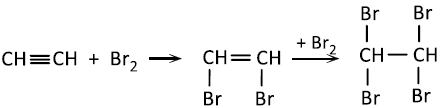 Br Br
+ Br₂
CH≡CH + Br₂ → CH=CH → CH—CH
Br Br Br Br